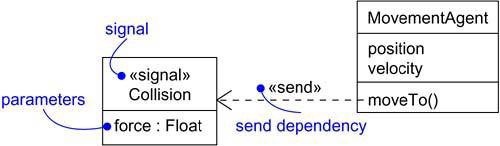 signal
«signal»
Collision
parameters
force : Float
«send»
send dependency
MovementAgent
position
velocity
moveTo()